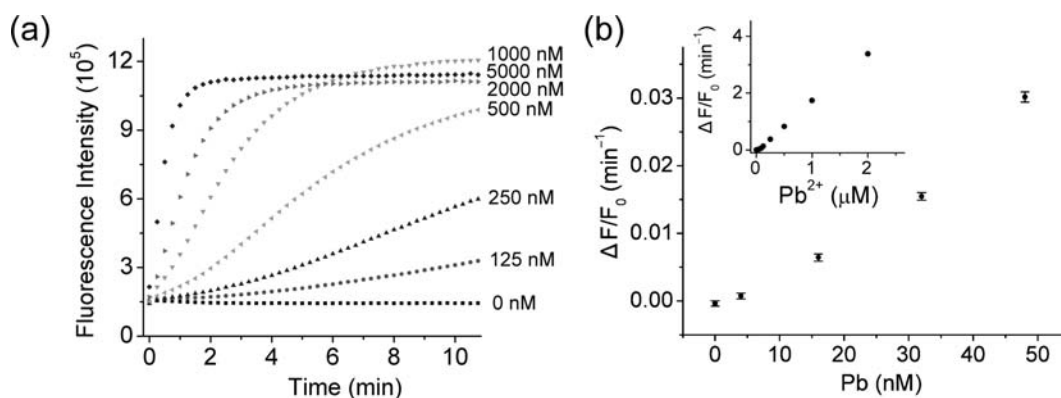 (a)
Fluorescence Intensity (10⁵)
12
9
6
3
0
0 2 4 6 8 10
Time (min)
1000 nM
5000 nM
2000 nM
500 nM
250 nM
125 nM
0 nM
(b)
Δ F/F₀ (min⁻¹)
0.03
0.02
0.01
0.00
0 10 20 30 40 50
Pb (nM)
Δ F/F₀ (min⁻¹)
4
2
0
0 1 2
Pb²⁺ (μM)